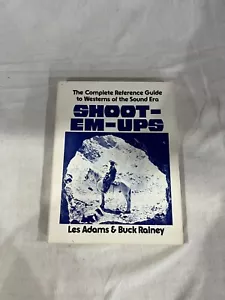 The Complete Reference Guide
to Westerns of the Sound Era
SHOOT-
EM-UPS
Les Adams & Buck Rainey